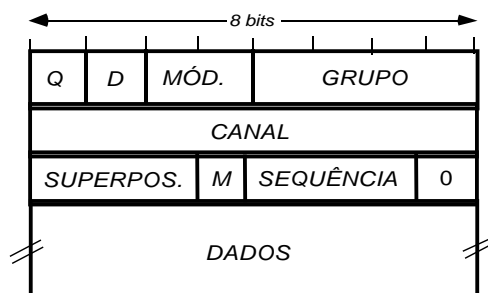 8 bits
Q D MÓD. GRUPO
CANAL
SUPERPOS. M SEQUÊNCIA 0
DADOS